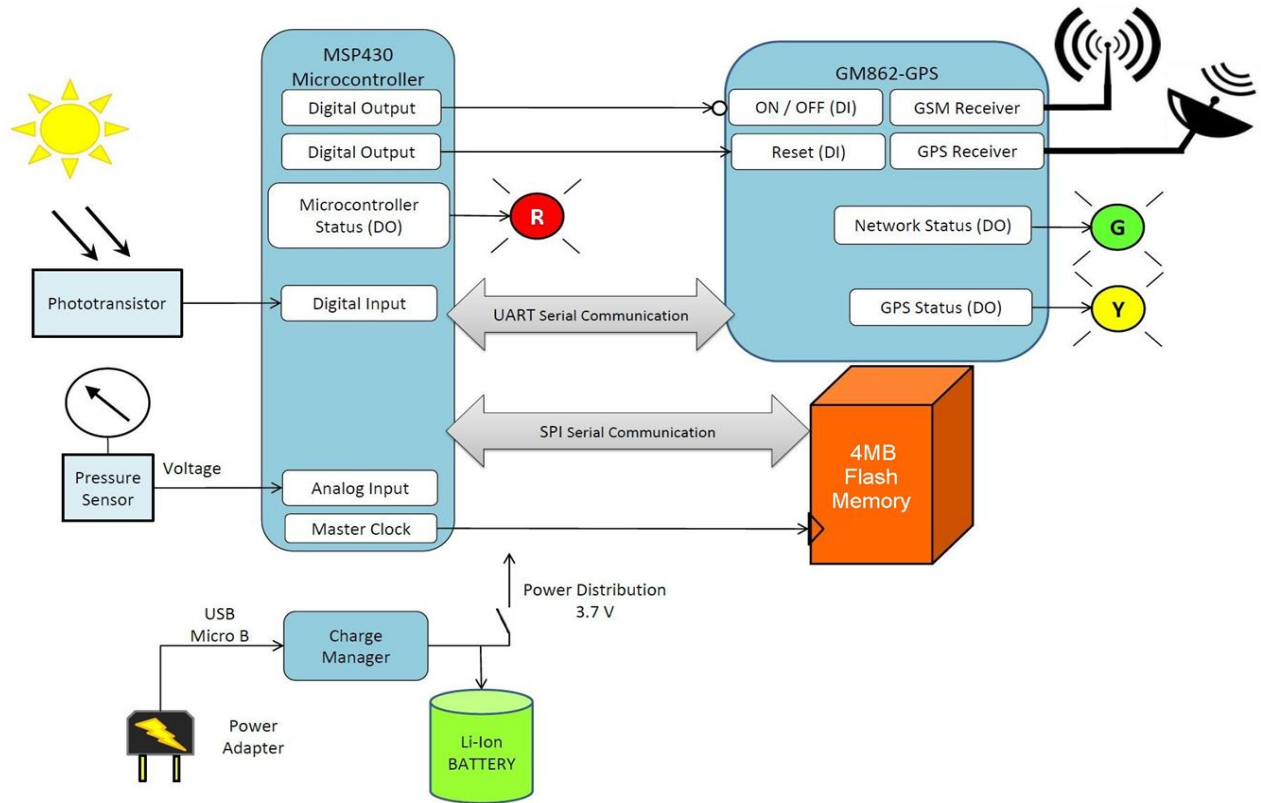 MSP430
Microcontroller
Digital Output
Digital Output
Microcontroller
Status (DO)
Digital Input
Analog Input
Master Clock
GM862-GPS
ON / OFF (DI)
GSM Receiver
Reset (DI)
GPS Receiver
Network Status (DO)
GPS Status (DO)
R
G
Y
Phototransistor
UART Serial Communication
SPI Serial Communication
4MB
Flash
Memory
Pressure
Sensor
Voltage
Power Distribution
3.7 V
USB
Micro B
Charge
Manager
Power
Adapter
Li-Ion
BATTERY